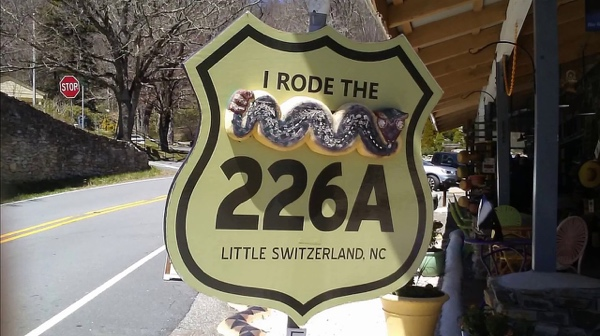 STOP
I RODE THE
226A
LITTLE SWITZERLAND, NC